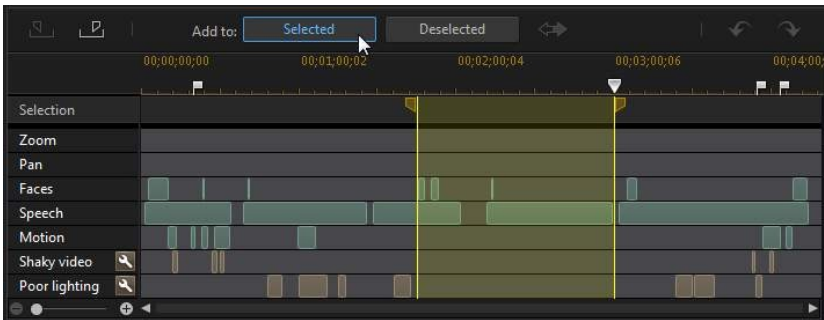 Add to: Selected Deselected
00;00;00;00 00;01;00;02 00;02;00;04 00;03;00;06 00;04;00;
Selection
Zoom
Pan
Faces
Speech
Motion
Shaky video
Poor lighting